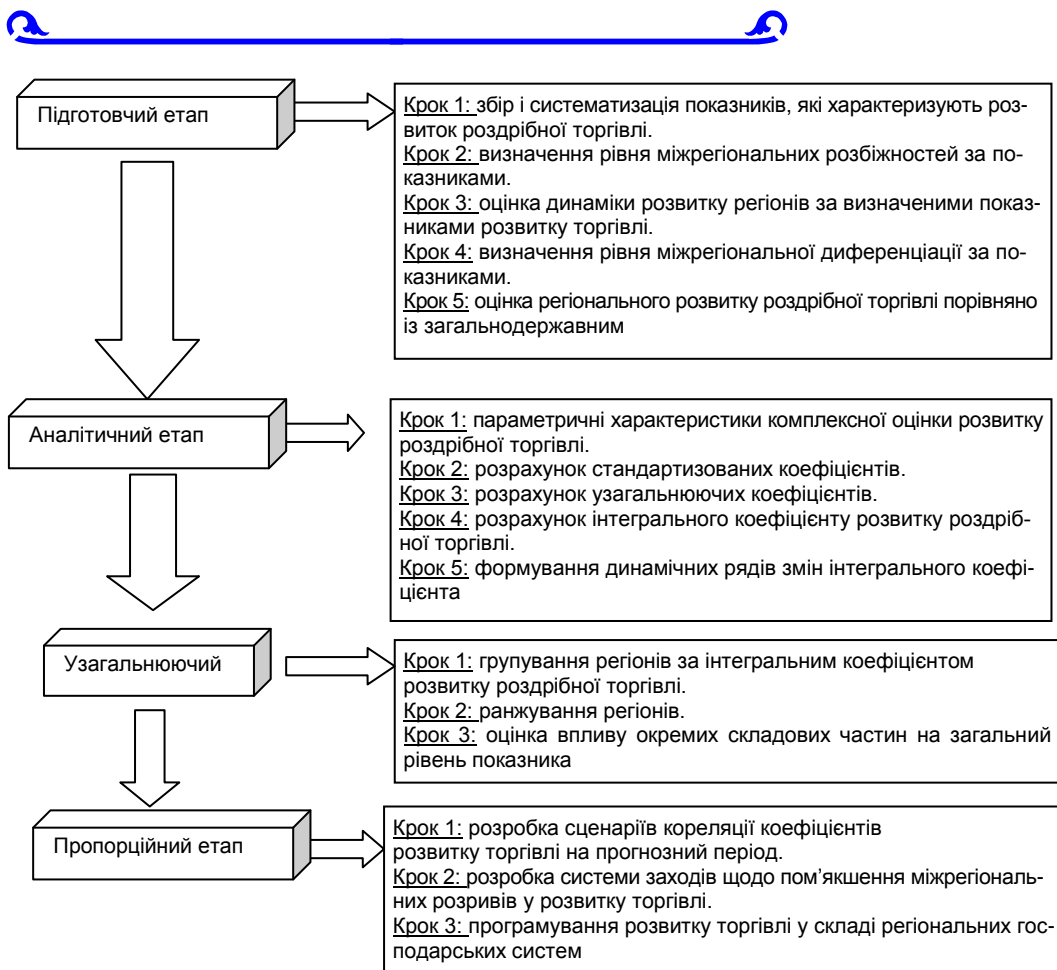 Підготовчий етап
Крок 1: збір і систематизація показників, які характеризують роз-
виток роздрібної торгівлі.
Крок 2: визначення рівня міжрегіональних розбіжностей за по-
казниками.
Крок 3: оцінка динаміки розвитку регіонів за визначеними показ-
никами розвитку торгівлі.
Крок 4: визначення рівня міжрегіональної диференціації за по-
казниками.
Крок 5: оцінка регіонального розвитку роздрібної торгівлі порівняно
із загальнодержавним
Аналітичний етап
Крок 1: параметричні характеристики комплексної оцінки розвитку
роздрібної торгівлі.
Крок 2: розрахунок стандартизованих коефіцієнтів.
Крок 3: розрахунок узагальнюючих коефіцієнтів.
Крок 4: розрахунок інтегрального коефіцієнту розвитку роздріб-
ної торгівлі.
Крок 5: формування динамічних рядів змін інтегрального коефі-
цієнта
Узагальнюючий
Крок 1: групування регіонів за інтегральним коефіцієнтом
розвитку роздрібної торгівлі.
Крок 2: ранжування регіонів.
Крок 3: оцінка впливу окремих складових частин на загальний
рівень показника
Пропорційний етап
Крок 1: розробка сценаріїв кореляції коефіцієнтів
розвитку торгівлі на прогнозний період.
Крок 2: розробка системи заходів щодо пом’якшення міжрегіональ-
них розривів у розвитку торгівлі.
Крок 3: програмування розвитку торгівлі у складі регіональних гос-
подарських систем